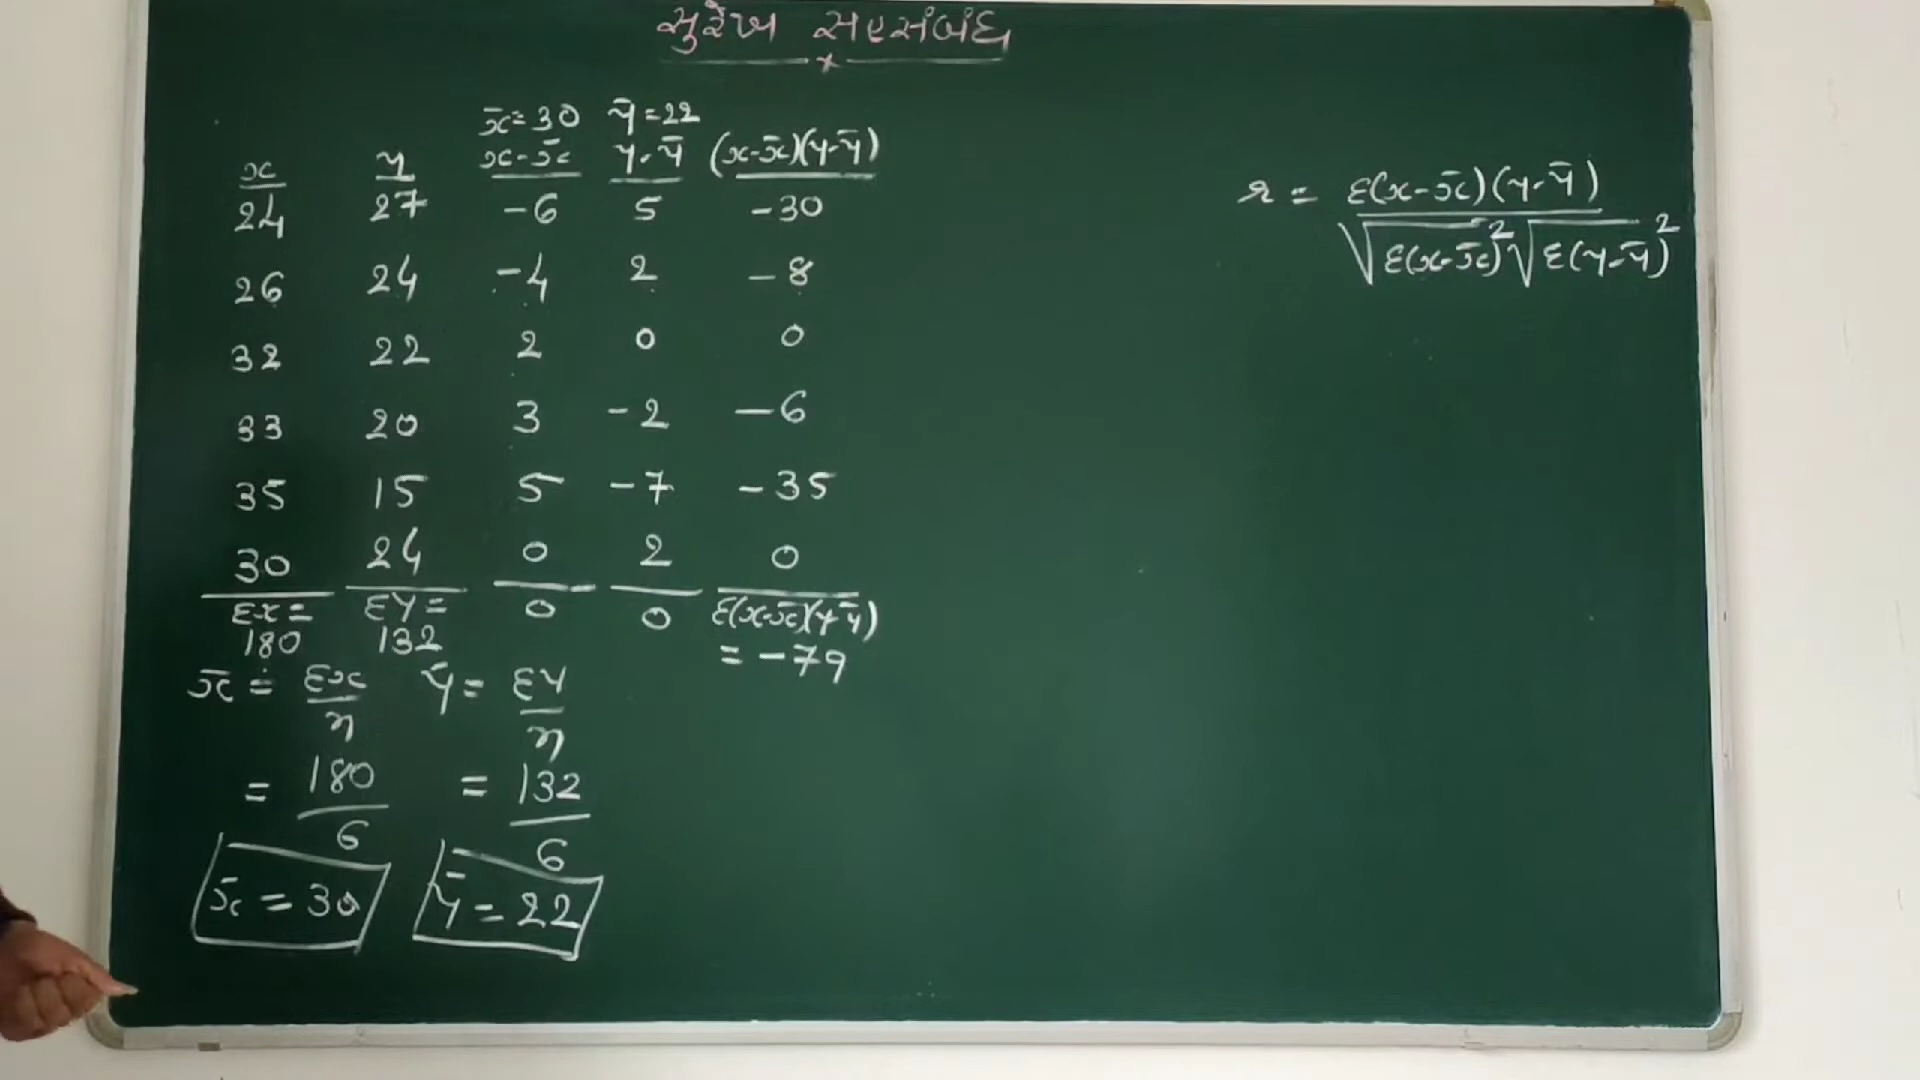 સુરેખ સહસંબંધ
x̄ = 30 ȳ = 22
x y x-x̄ y-ȳ (x-x̄)(y-ȳ)
24 27 -6 5 -30
26 24 -4 2 -8
32 22 2 0 0
33 20 3 -2 -6
35 15 5 -7 -35
30 24 0 2 0
Σx = Σy = 0 0 Σ(x-x̄)(y-ȳ)
180 132 = -79
x̄ = Σx/n ȳ = Σy/n
= 180/6 = 132/6
x̄ = 30 ȳ = 22
r = Σ(x-x̄)(y-ȳ)
√Σ(x-x̄)² √Σ(y-ȳ)²